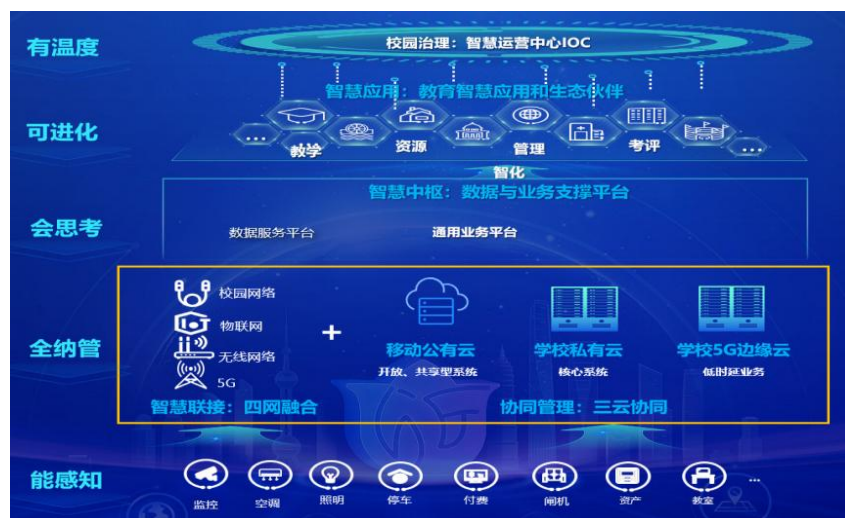 有温度
校园治理：智慧运营中心IOC
智慧应用：教育智慧应用和生态伙伴
可进化
... 教学 资源 管理 考评 ...
智化
智慧中枢：数据与业务支撑平台
会思考
数据服务平台 通用业务平台
全纳管
校园网络
物联网
无线网络
5G
+
移动公有云 学校私有云 学校5G边缘云
开放、共享型系统 核心系统 低时延业务
智慧联接：四网融合 协同管理：三云协同
能感知
监控 空调 照明 停车 付费 闸机 资产 教室 ...